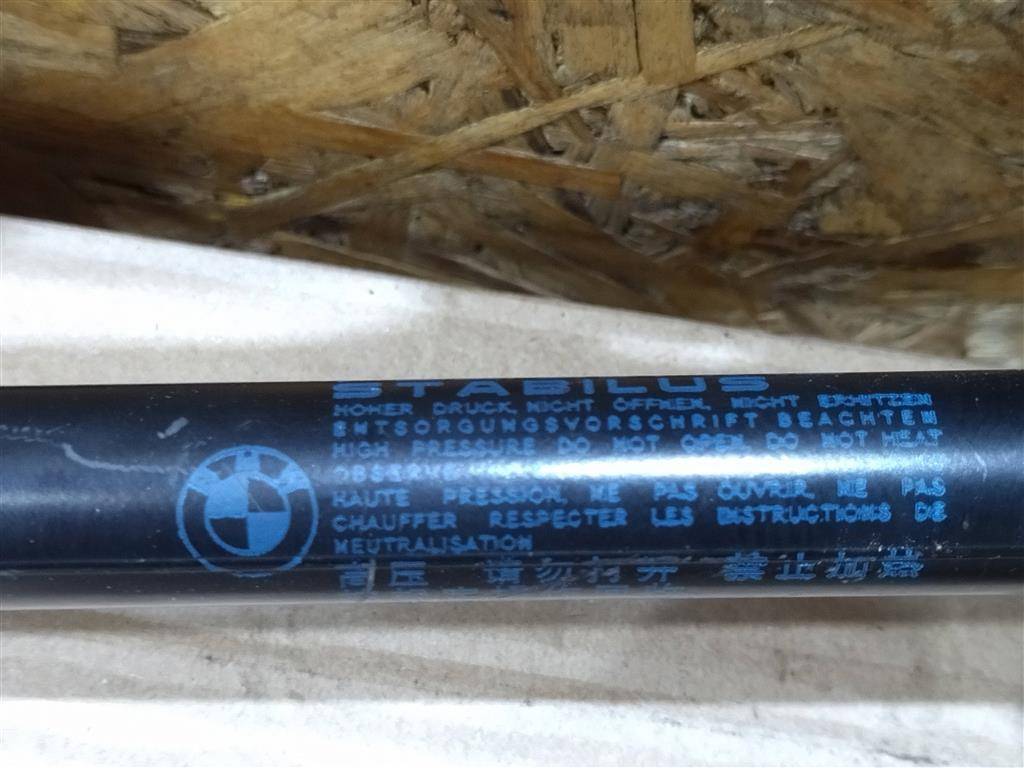 STABILUS
HOHER DRUCK, NICHT ÖFFNEN, NICHT ERHITZEN
ENTSORGUNGSVORSCHRIFT BEACHTEN
HIGH PRESSURE DO NOT OPEN, DO NOT HEAT
HAUTE PRESSION, NE PAS OUVRIR, NE PAS
CHAUFFER RESPECTER LES INSTRUCTIONS DE
NEUTRALISATION
高压 请勿打开 禁止加热